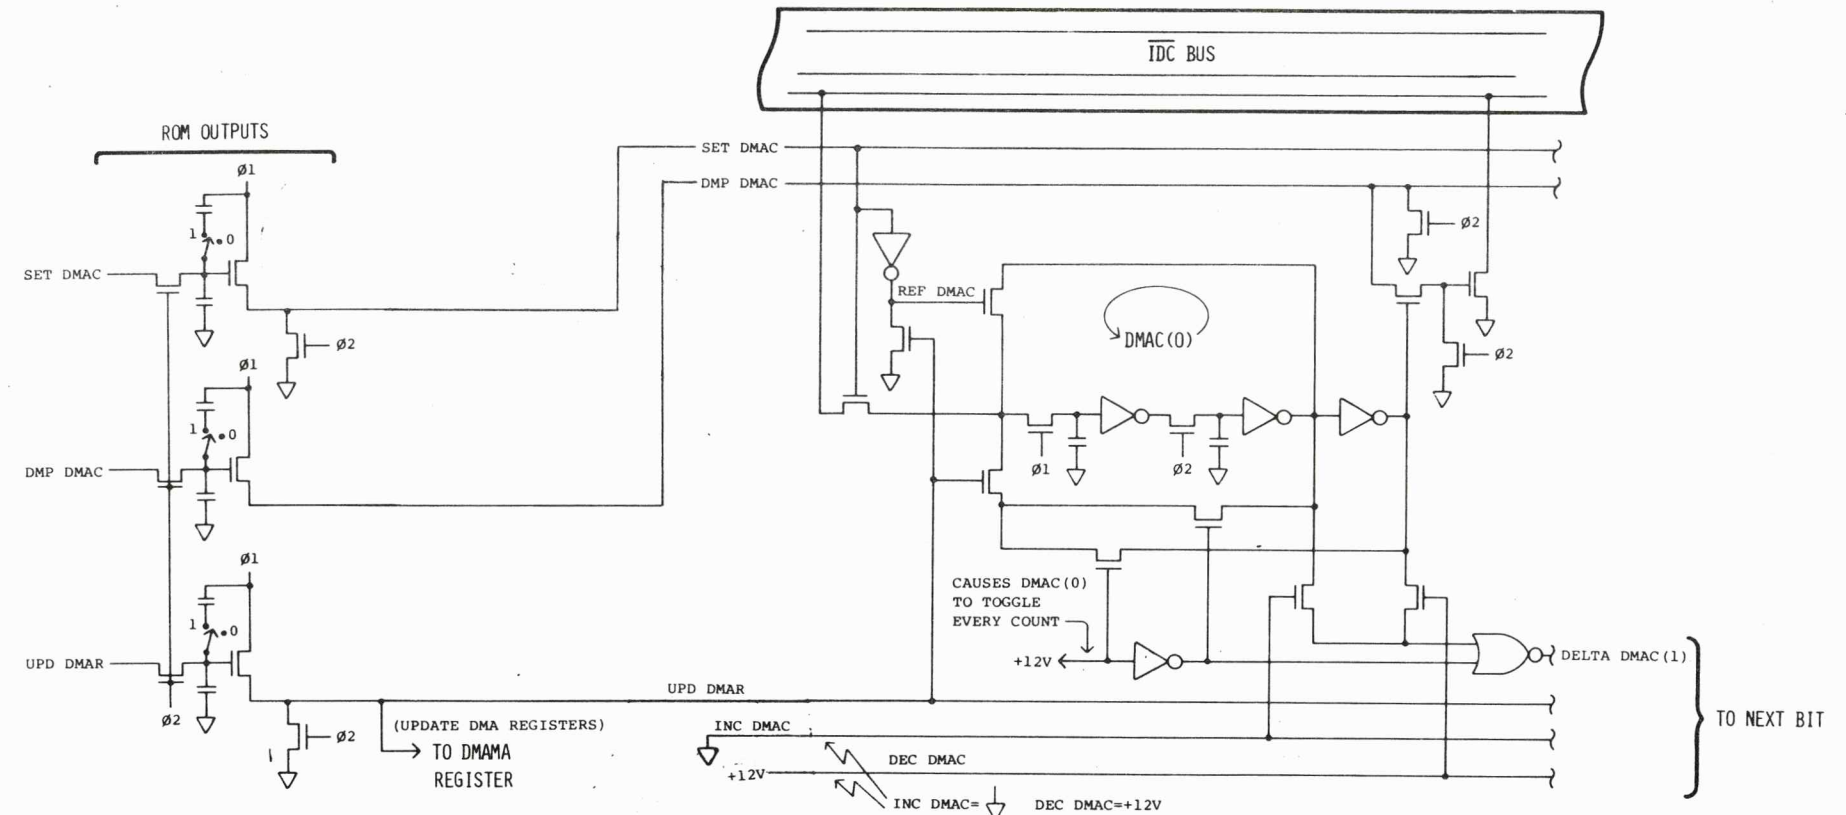 IDC BUS
ROM OUTPUTS
Ø1
SET DMAC
DMP DMAC
1
0
Ø2
SET DMAC
REF DMAC
DMAC(0)
Ø2
Ø2
Ø1
1
0
Ø1
Ø2
DMP DMAC
Ø1
CAUSES DMAC(0)
TO TOGGLE
EVERY COUNT
1
0
+12V
DELTA DMAC(1)
UPD DMAR
UPD DMAR
Ø2
(UPDATE DMA REGISTERS)
INC DMAC
TO NEXT BIT
Ø2
TO DMAMA
REGISTER
DEC DMAC
+12V
INC DMAC=
DEC DMAC=+12V